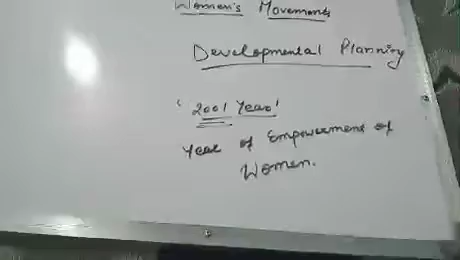 Women's Movements
Developmental Planning
'2001 Year'
Year of Empowerment of
Women.